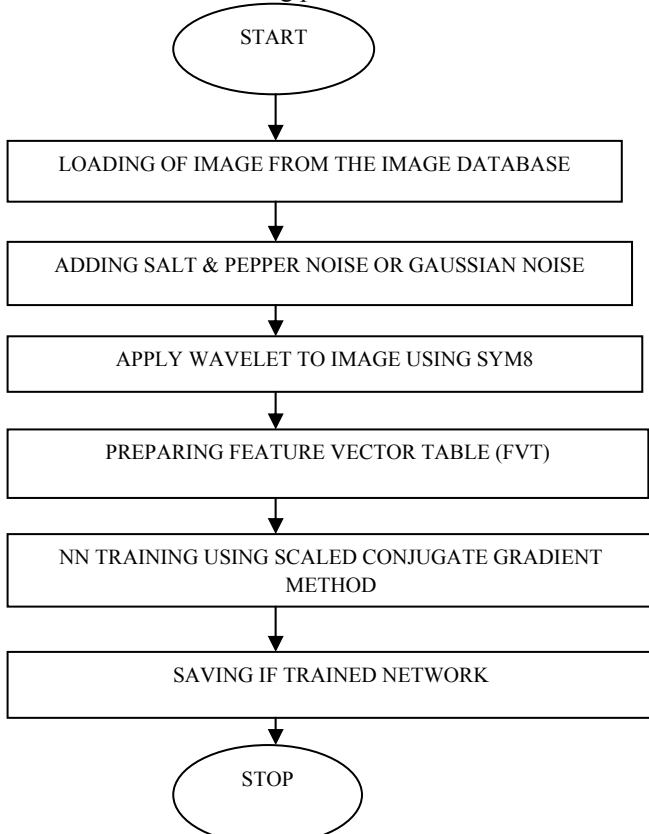 START
LOADING OF IMAGE FROM THE IMAGE DATABASE
ADDING SALT & PEPPER NOISE OR GAUSSIAN NOISE
APPLY WAVELET TO IMAGE USING SYM8
PREPARING FEATURE VECTOR TABLE (FVT)
NN TRAINING USING SCALED CONJUGATE GRADIENT
METHOD
SAVING IF TRAINED NETWORK
STOP